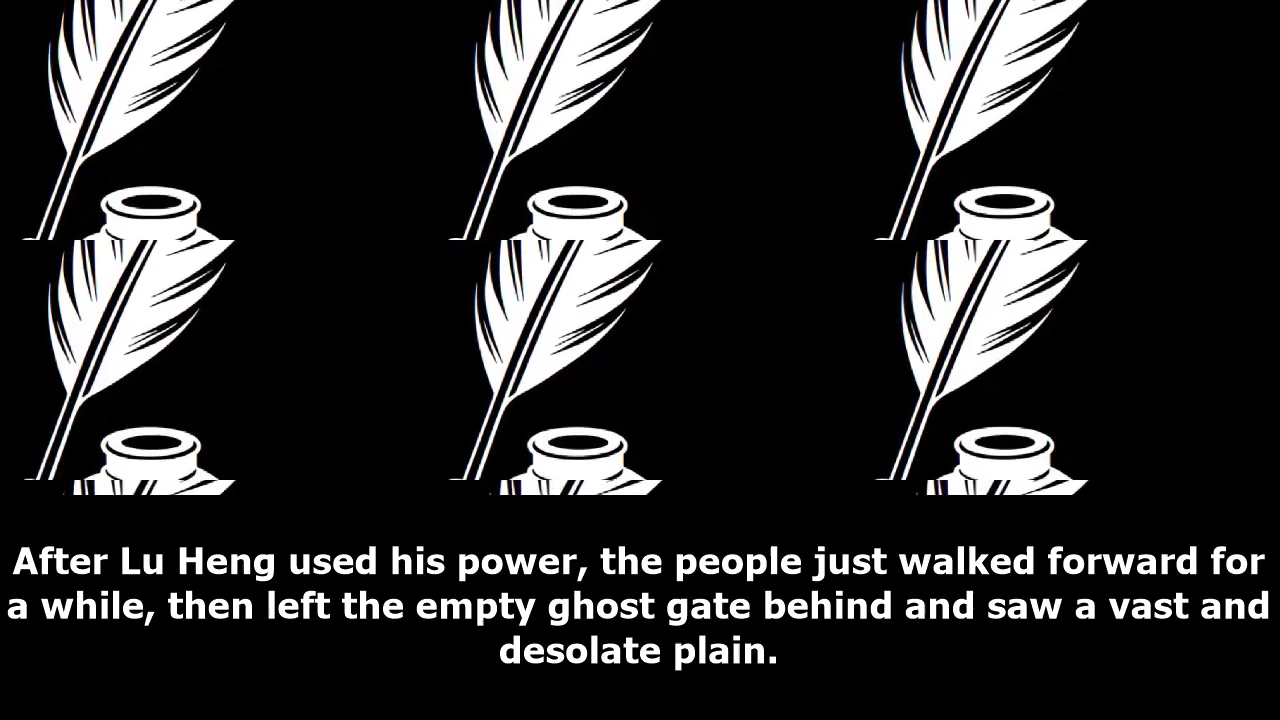 After Lu Heng used his power, the people just walked forward for
a while, then left the empty ghost gate behind and saw a vast and
desolate plain.